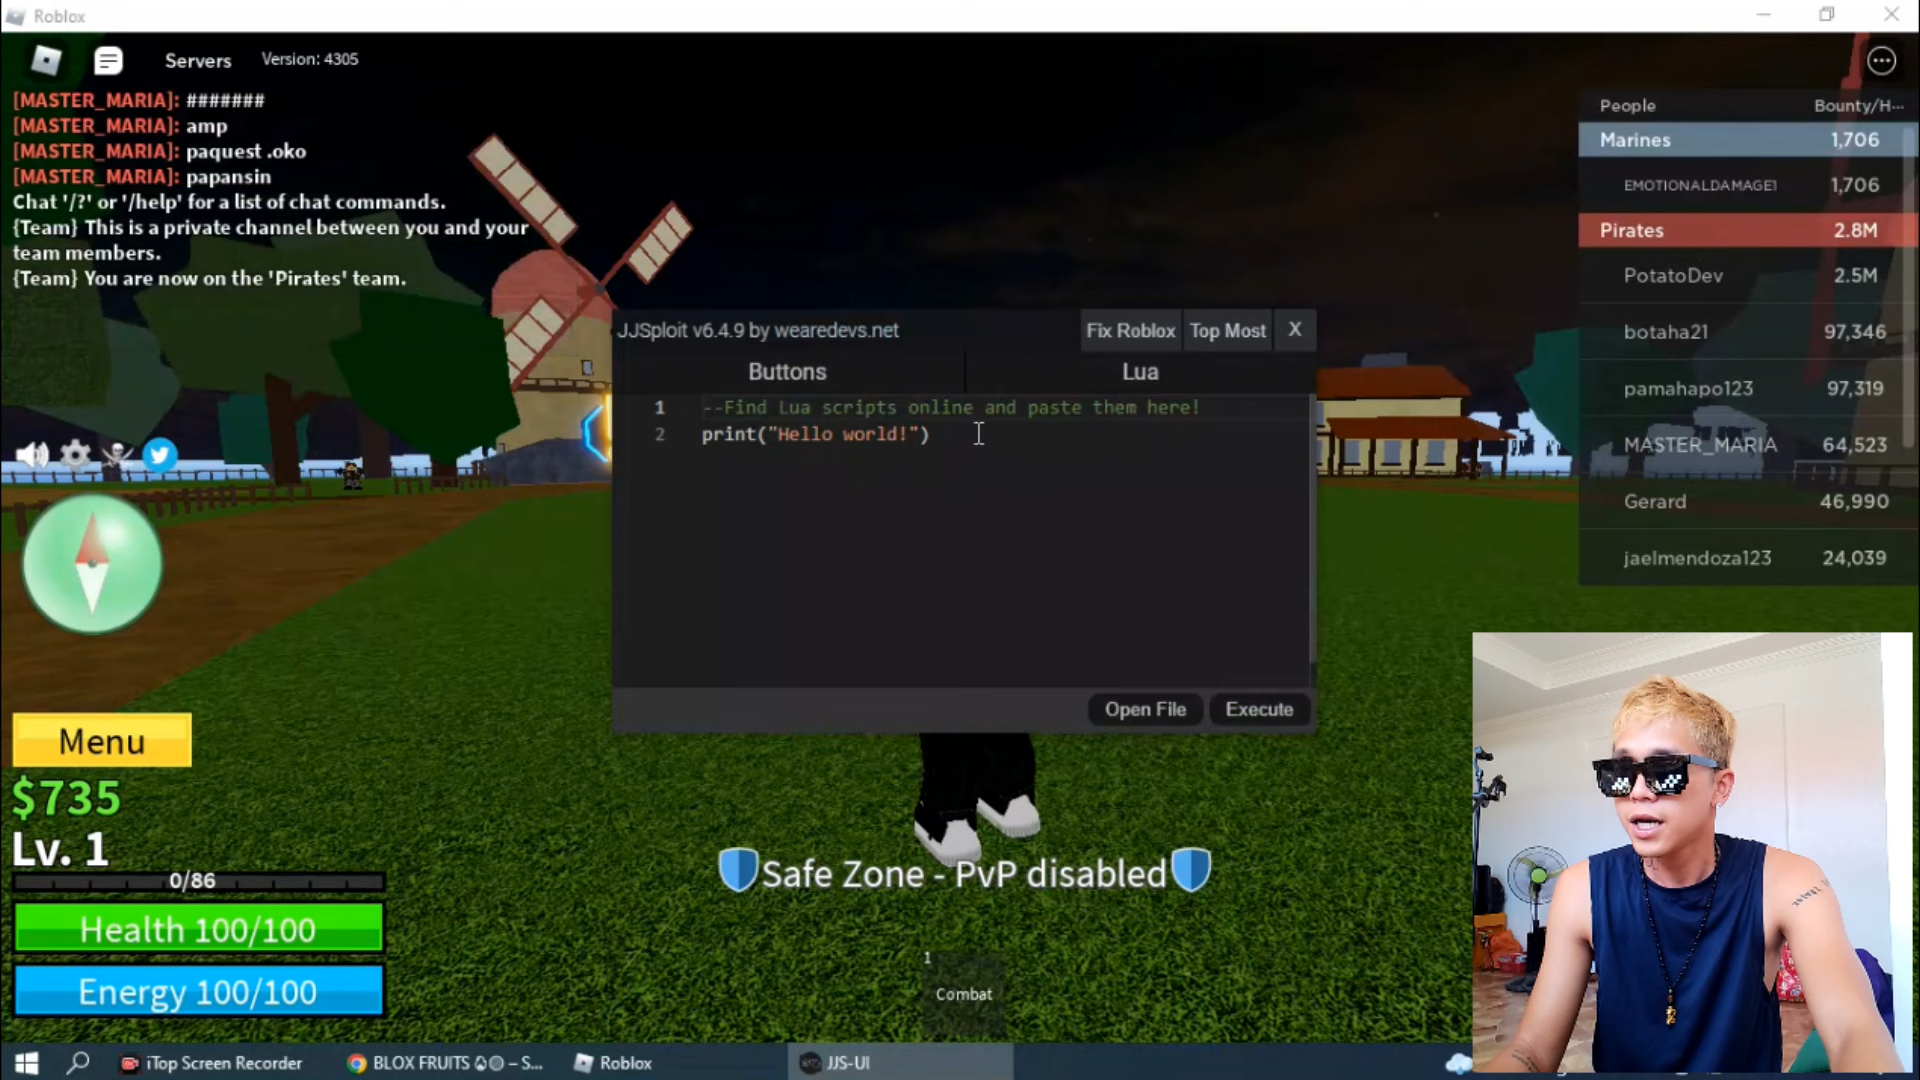 Roblox
Servers
Version: 4305
[MASTER_MARIA]: #######
[MASTER_MARIA]: amp
[MASTER_MARIA]: paquest .oko
[MASTER_MARIA]: papansin
Chat '/?' or '/help' for a list of chat commands.
{Team} This is a private channel between you and your
team members.
{Team} You are now on the 'Pirates' team.
People Bounty/H...
Marines 1,706
EMOTIONALDAMAGE1 1,706
Pirates 2.8M
PotatoDev 2.5M
botaha21 97,346
pamahapo123 97,319
MASTER_MARIA 64,523
Gerard 46,990
jaelmendoza123 24,039
JJSploit v6.4.9 by wearedevs.net
Fix Roblox
Top Most
X
Buttons
Lua
1 --Find Lua scripts online and paste them here!
2 print("Hello world!")
Open File
Execute
Menu
$735
Lv. 1
0/86
Health 100/100
Energy 100/100
Safe Zone - PvP disabled
1
Combat
iTop Screen Recorder
BLOX FRUITS – S...
Roblox
JJS-UI